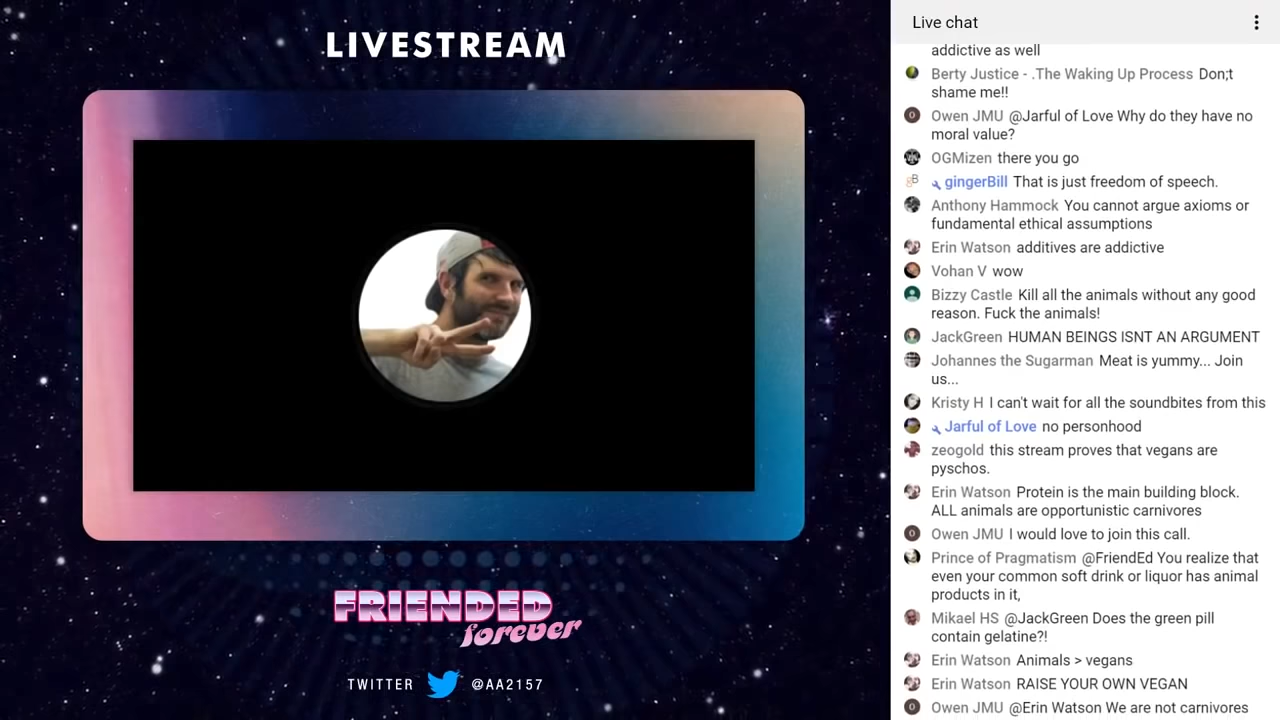 LIVESTREAM
FRIENDED
forever
TWITTER @AA2157
Live chat
addictive as well
Berty Justice - .The Waking Up Process Don;t
shame me!!
Owen JMU @Jarful of Love Why do they have no
moral value?
OGMizen there you go
gingerBill That is just freedom of speech.
Anthony Hammock You cannot argue axioms or
fundamental ethical assumptions
Erin Watson additives are addictive
Vohan V wow
Bizzy Castle Kill all the animals without any good
reason. Fuck the animals!
JackGreen HUMAN BEINGS ISNT AN ARGUMENT
Johannes the Sugarman Meat is yummy... Join
us...
Kristy H I can't wait for all the soundbites from this
Jarful of Love no personhood
zeogold this stream proves that vegans are
pyschos.
Erin Watson Protein is the main building block.
ALL animals are opportunistic carnivores
Owen JMU I would love to join this call.
Prince of Pragmatism @FriendEd You realize that
even your common soft drink or liquor has animal
products in it,
Mikael HS @JackGreen Does the green pill
contain gelatine?!
Erin Watson Animals > vegans
Erin Watson RAISE YOUR OWN VEGAN
Owen JMU @Erin Watson We are not carnivores